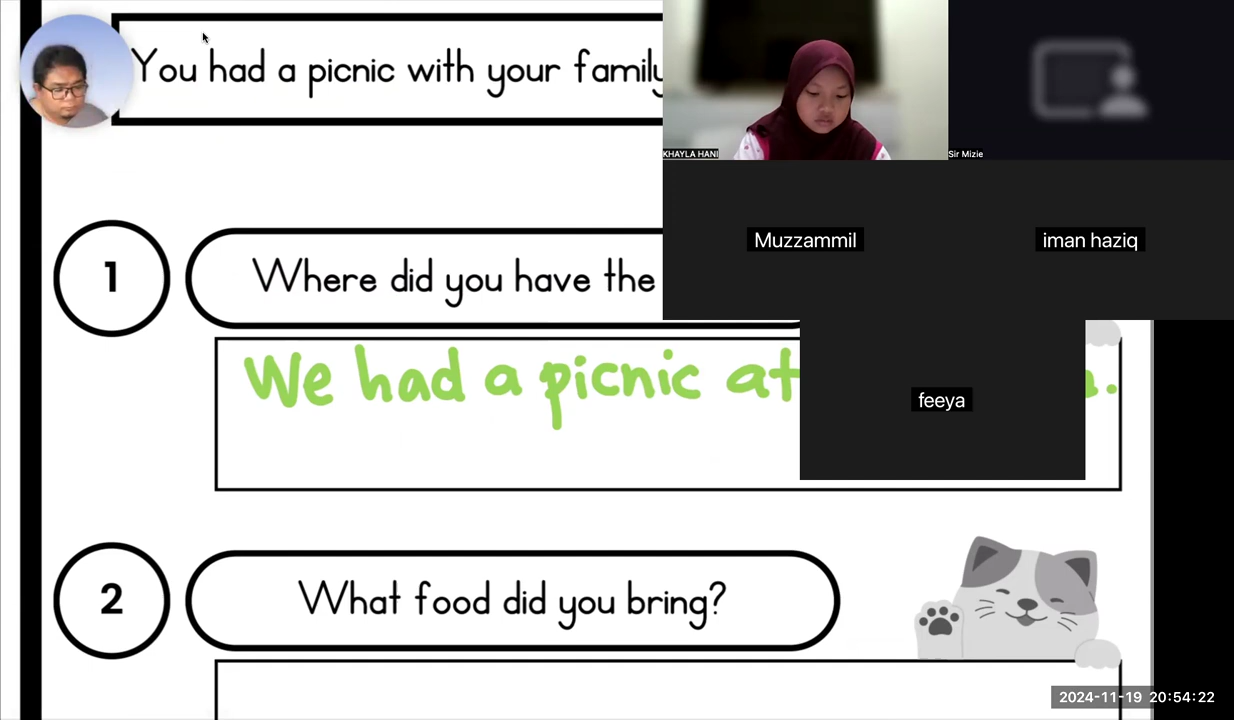 You had a picnic with your family
KHAYLA HANI
Sir Mizie
Muzzammil
iman haziq
1
Where did you have the
We had a picnic at
feeya
2
What food did you bring?
2024-11-19 20:54:22